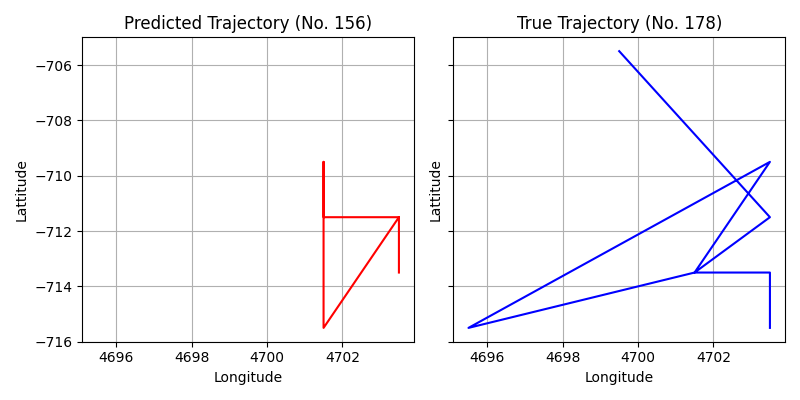 Predicted Trajectory (No. 156)
True Trajectory (No. 178)
Lattitude
−706
−708
−710
−712
−714
−716
4696
4698
4700
4702
Longitude
Lattitude
4696
4698
4700
4702
Longitude